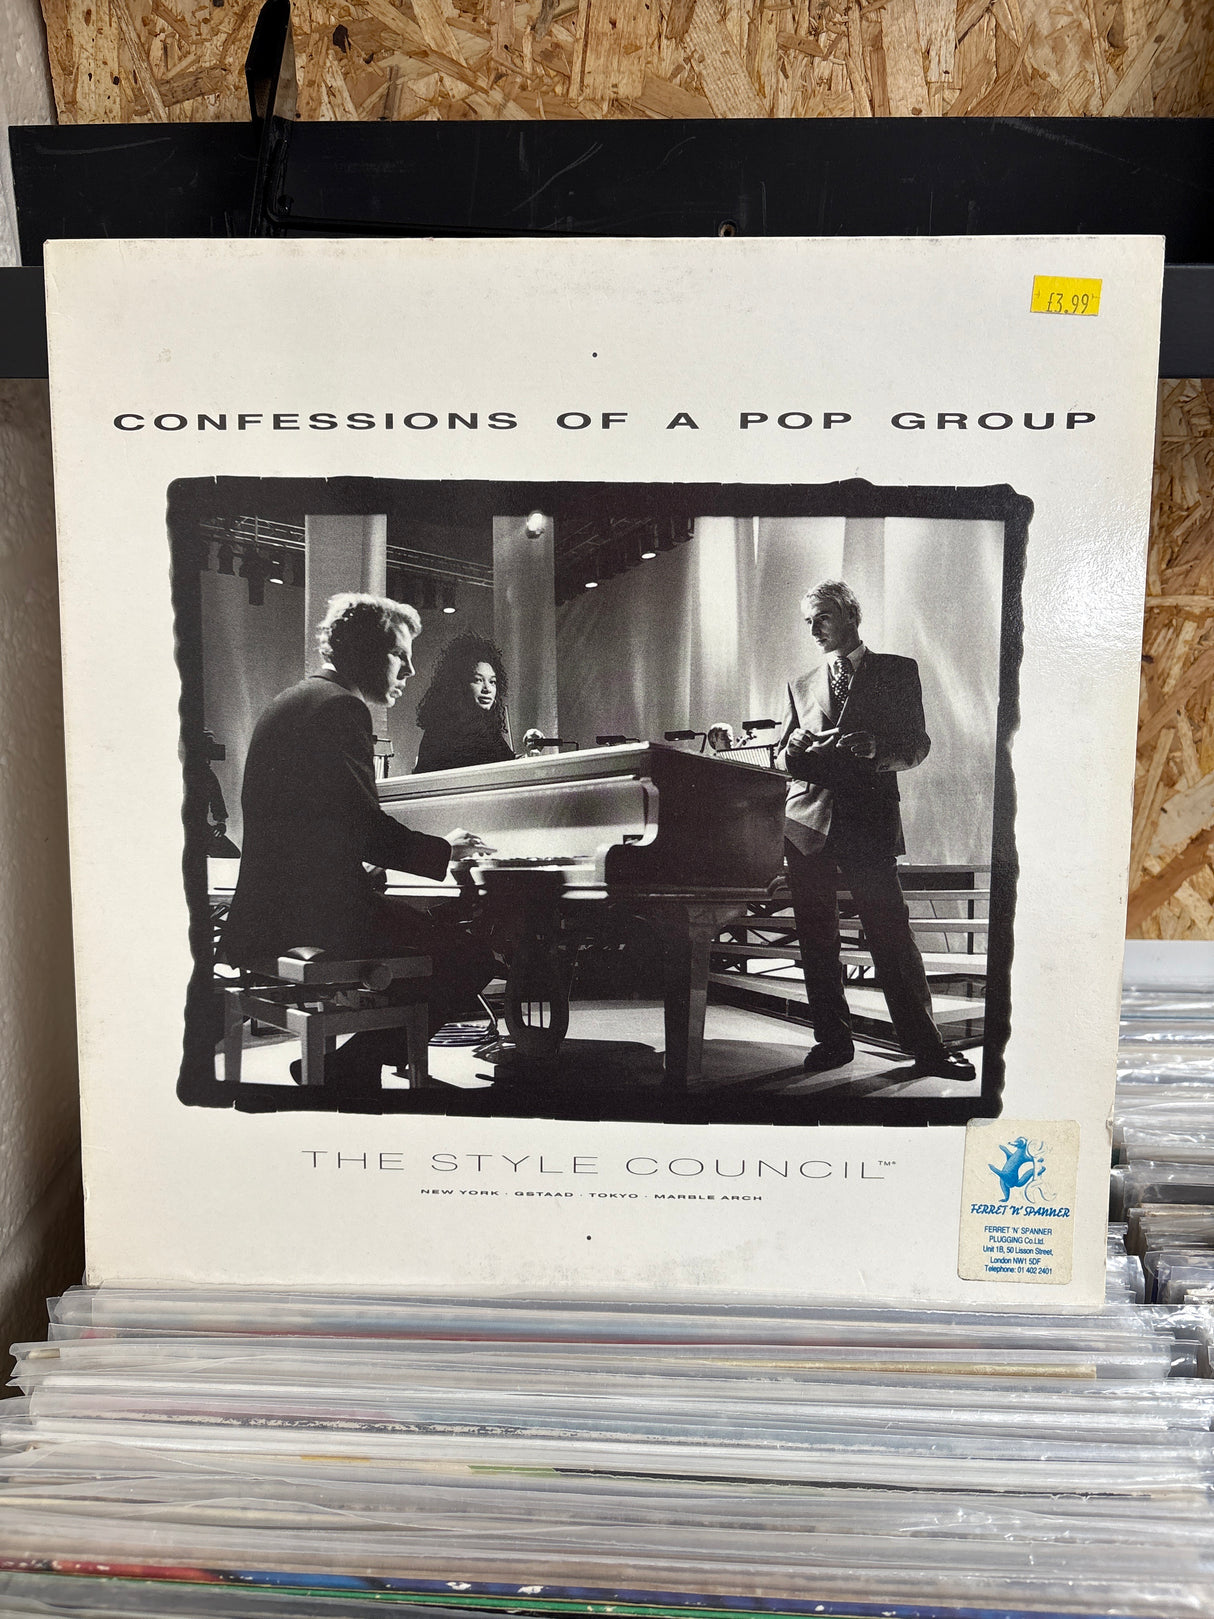 £3.99
CONFESSIONS OF A POP GROUP
THE STYLE COUNCIL™*
NEW YORK · GSTAAD · TOKYO · MARBLE ARCH
FERRET 'N' SPANNER
FERRET 'N' SPANNER
PLUGGING Co.Ltd.
Unit 1B, 50 Lisson Street,
London NW1 5DF
Telephone: 01 402 2401